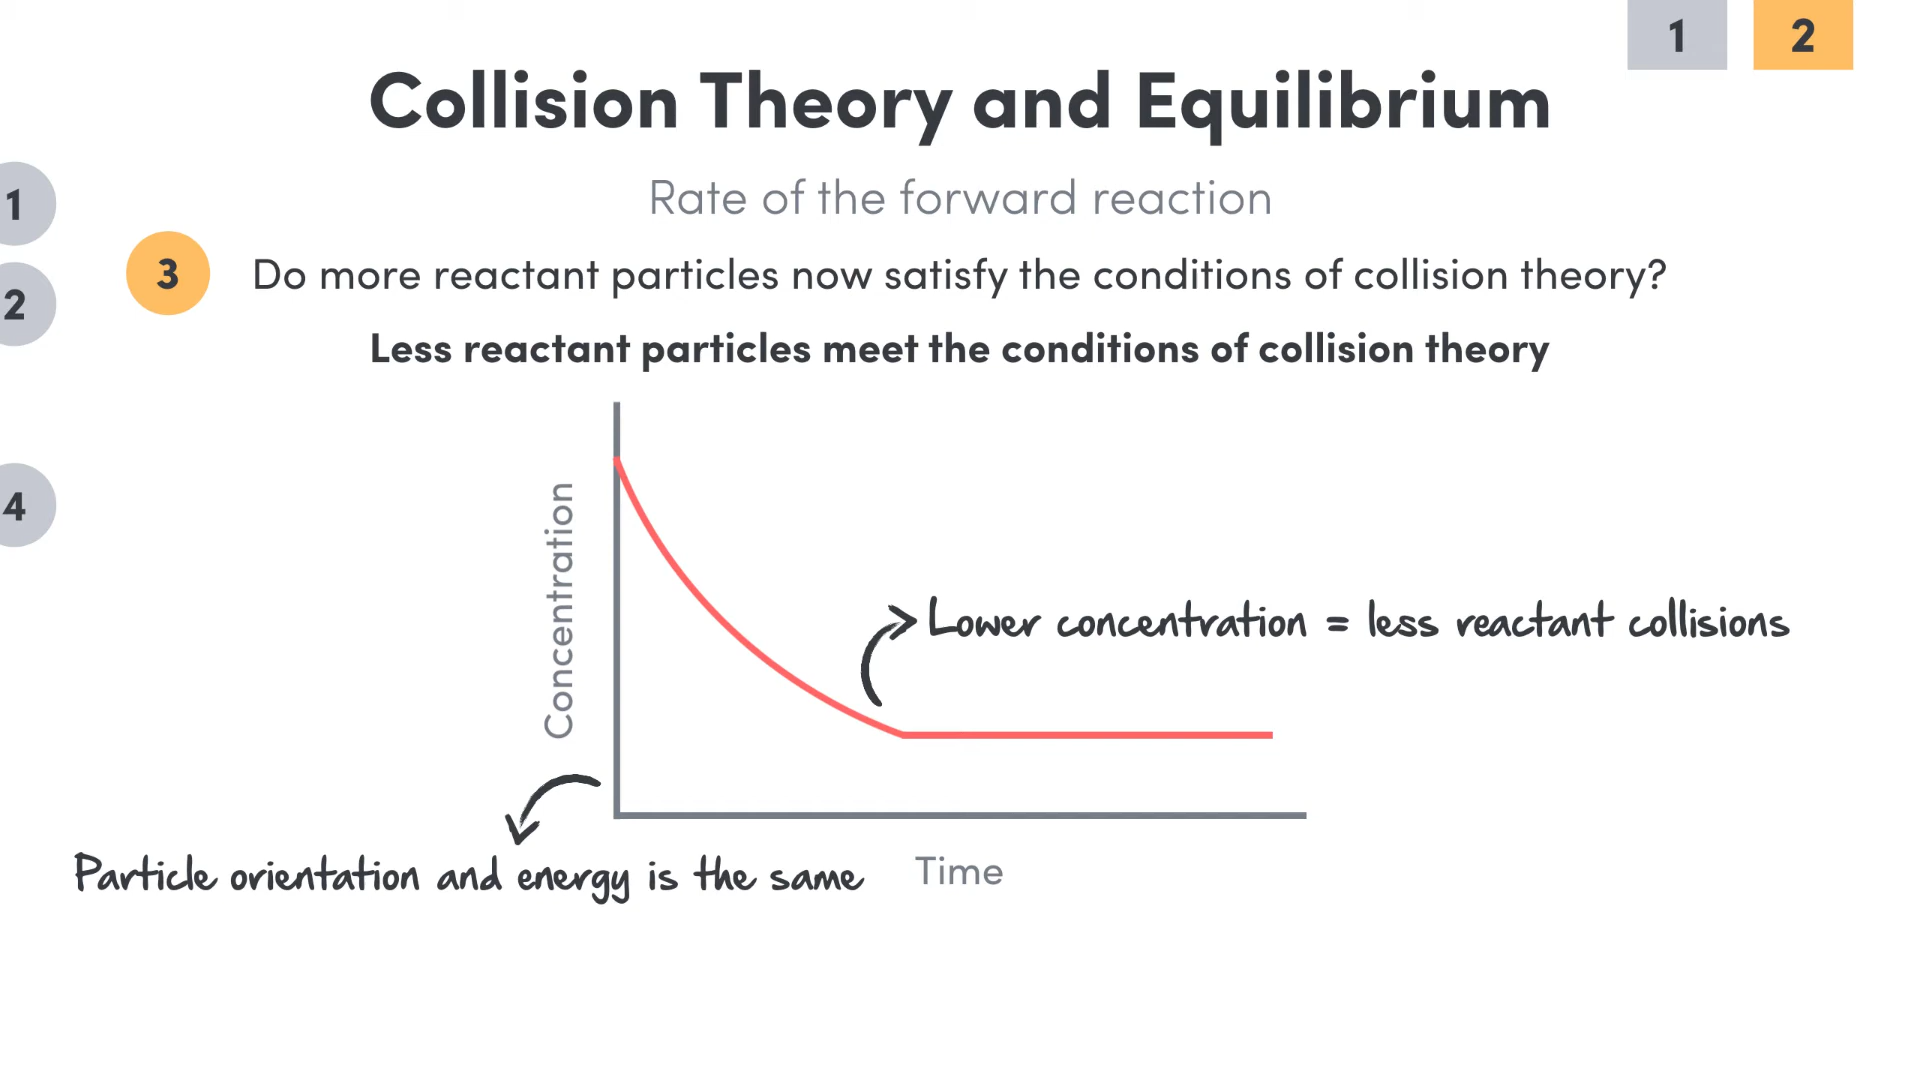 1 2
Collision Theory and Equilibrium
Rate of the forward reaction
1
3 Do more reactant particles now satisfy the conditions of collision theory?
2
Less reactant particles meet the conditions of collision theory
4
Concentration
Lower concentration = less reactant collisions
Particle orientation and energy is the same
Time